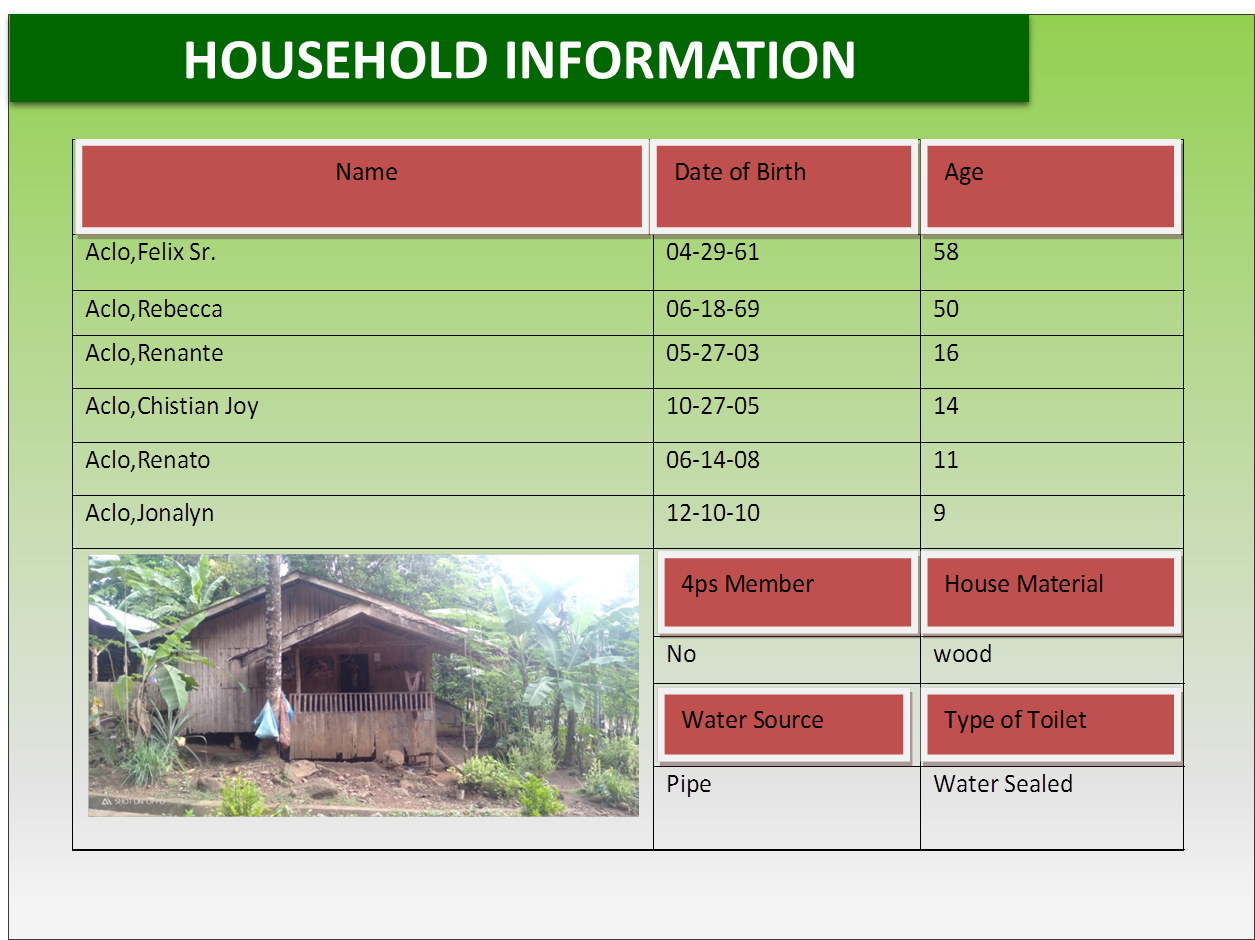 HOUSEHOLD INFORMATION
Name Date of Birth Age
Aclo,Felix Sr. 04-29-61 58
Aclo,Rebecca 06-18-69 50
Aclo,Renante 05-27-03 16
Aclo,Chistian Joy 10-27-05 14
Aclo,Renato 06-14-08 11
Aclo,Jonalyn 12-10-10 9
4ps Member House Material
No wood
Water Source Type of Toilet
Pipe Water Sealed
SHOT ON OPPO